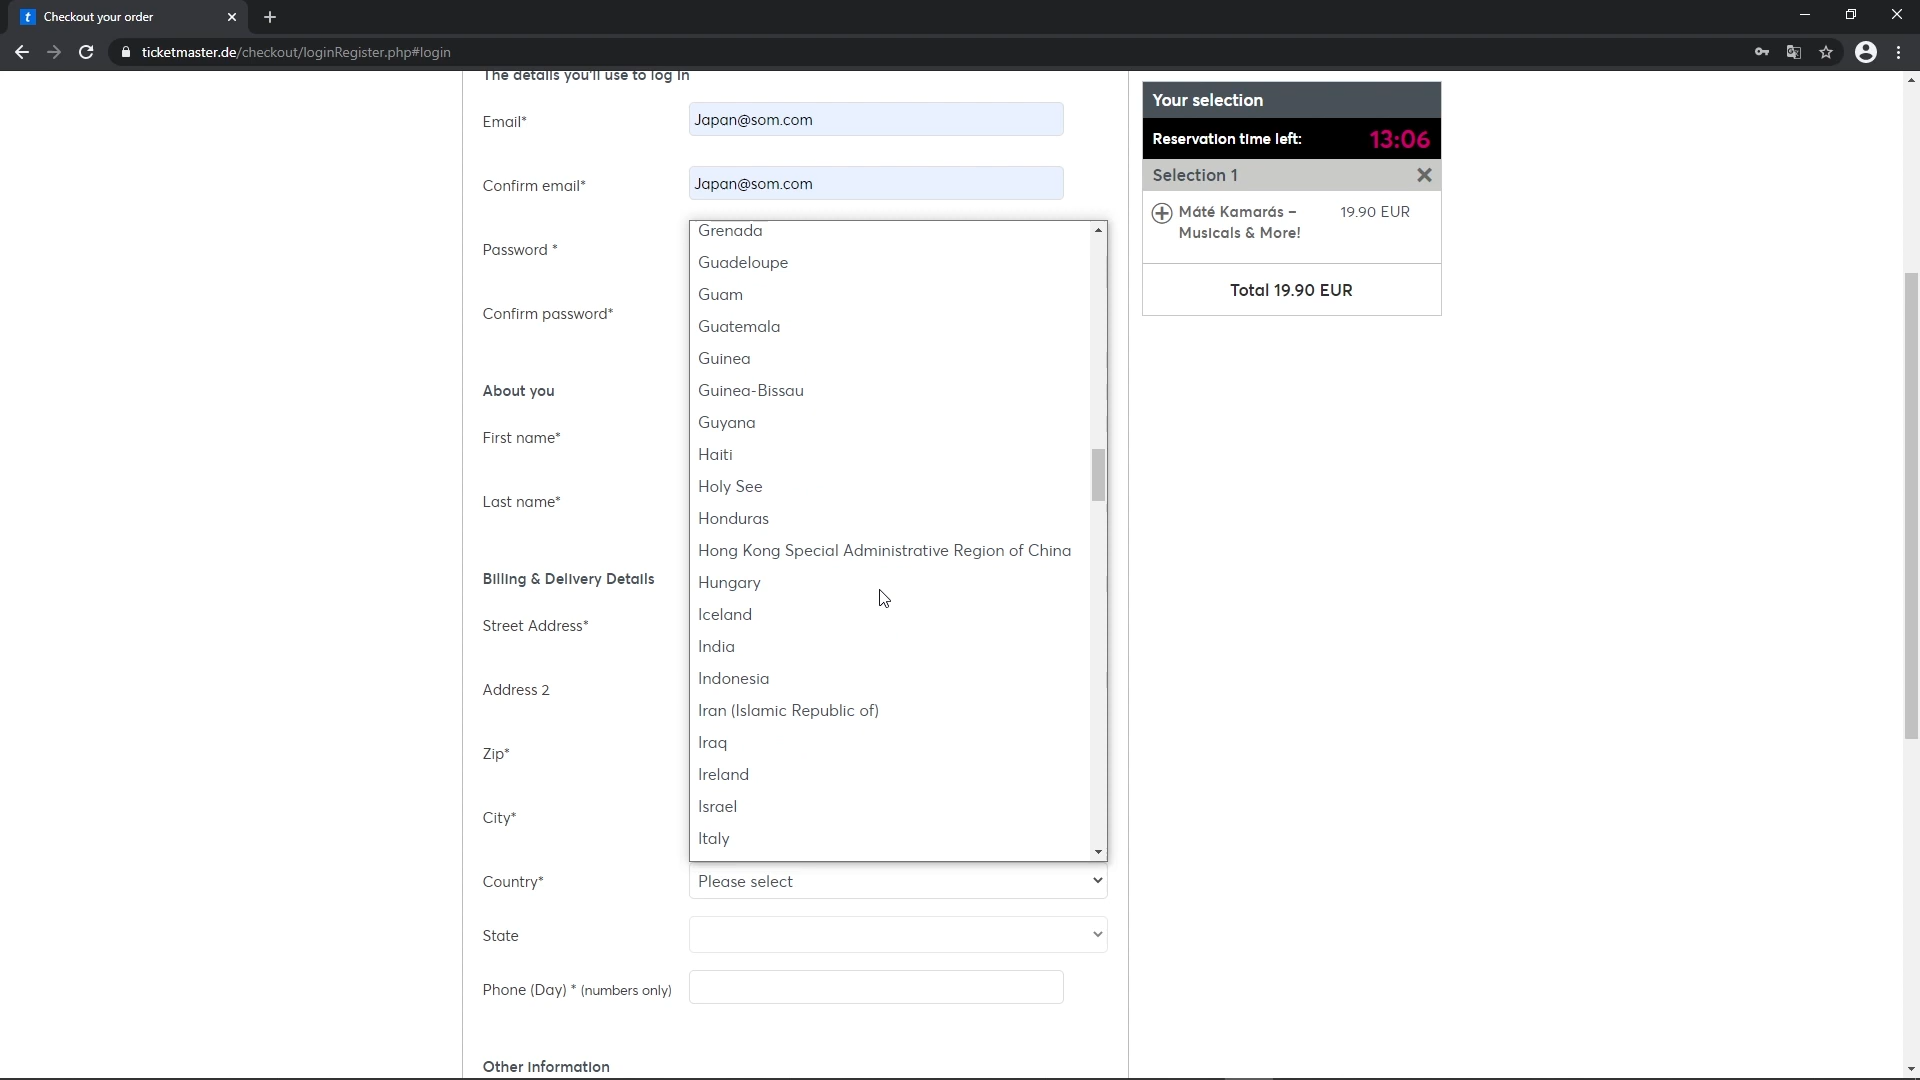 Checkout your order
ticketmaster.de/checkout/loginRegister.php#login
The details you'll use to log in
Email*
Japan@som.com
Confirm email*
Japan@som.com
Password *
Confirm password*
About you
First name*
Last name*
Billing & Delivery Details
Street Address*
Address 2
Zip*
City*
Grenada
Guadeloupe
Guam
Guatemala
Guinea
Guinea-Bissau
Guyana
Haiti
Holy See
Honduras
Hong Kong Special Administrative Region of China
Hungary
Iceland
India
Indonesia
Iran (Islamic Republic of)
Iraq
Ireland
Israel
Italy
Country*
Please select
State
Phone (Day) * (numbers only)
Other Information
Your selection
Reservation time left: 13:06
Selection 1
Máté Kamarás – 19.90 EUR
Musicals & More!
Total 19.90 EUR